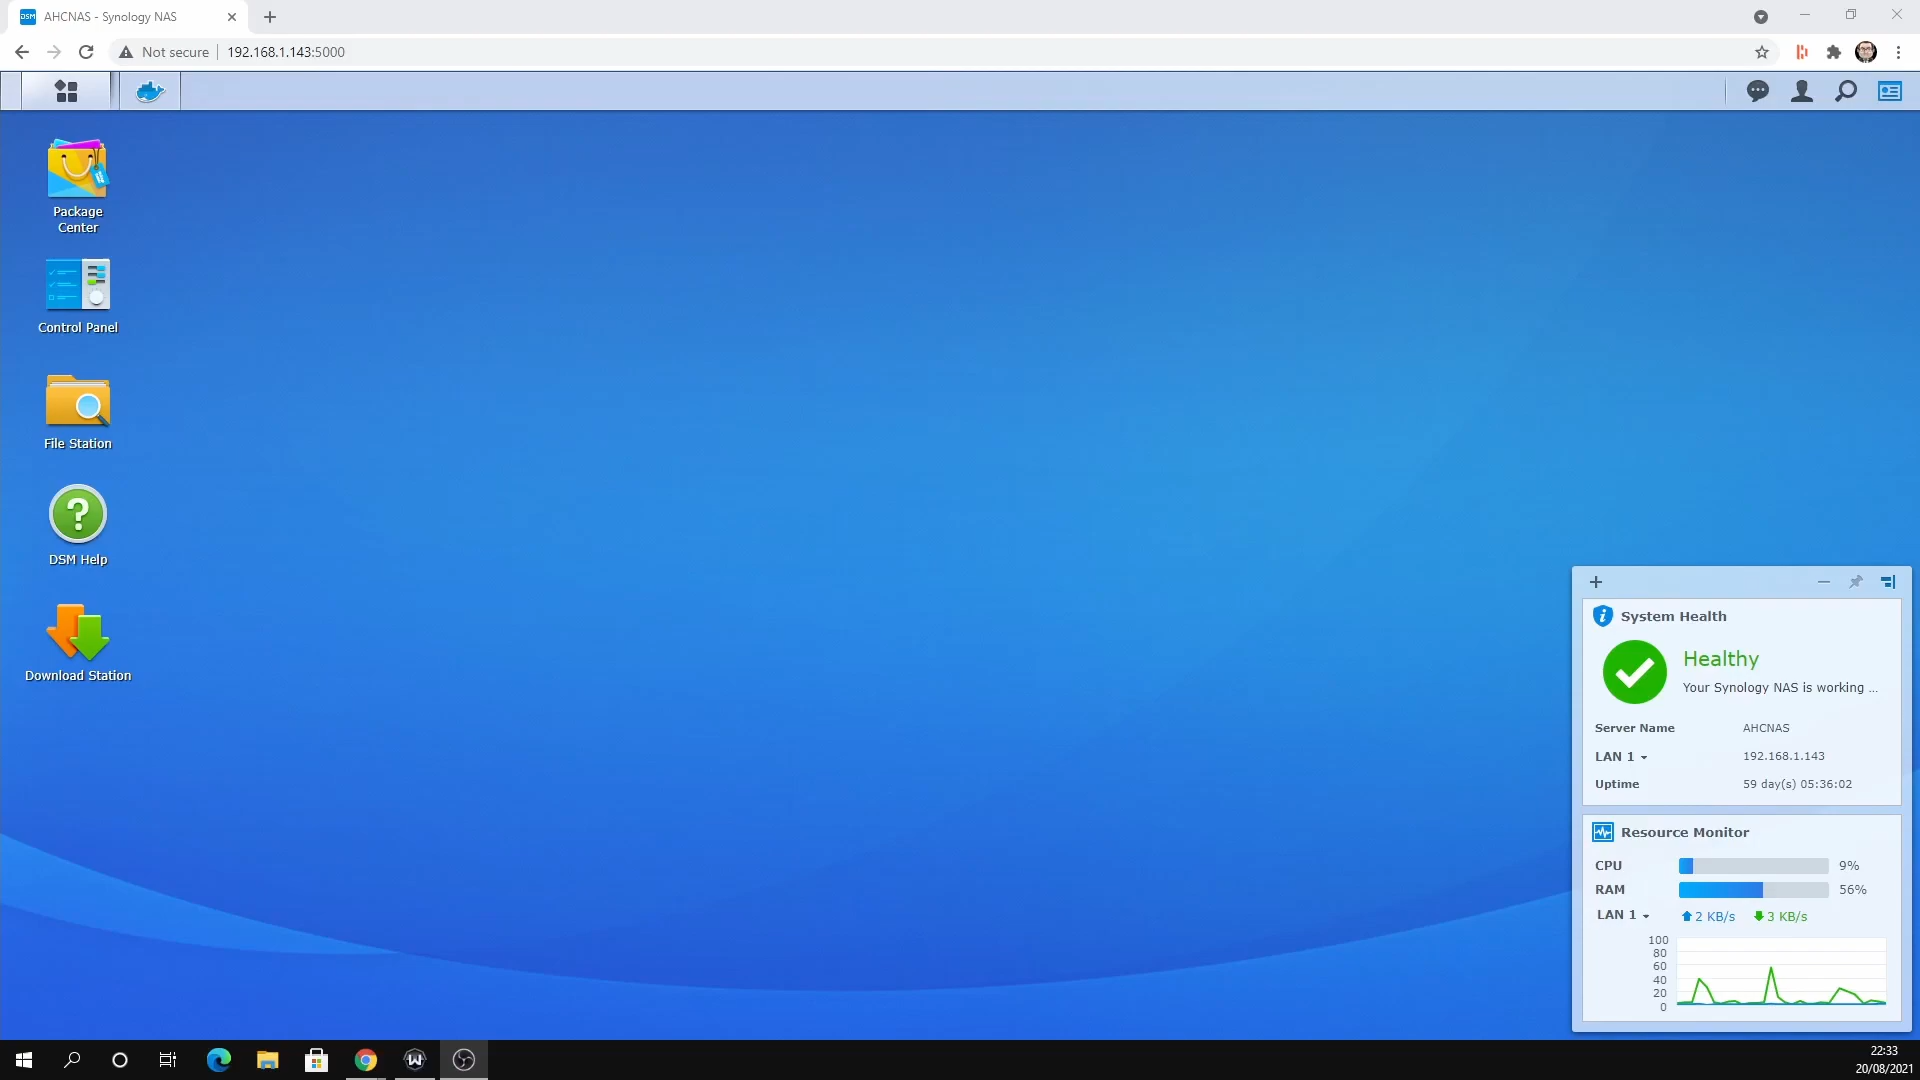 AHCNAS - Synology NAS
Not secure
192.168.1.143:5000
Package
Center
Control Panel
File Station
DSM Help
Download Station
System Health
Healthy
Your Synology NAS is working ...
Server Name AHCNAS
LAN 1 192.168.1.143
Uptime 59 day(s) 05:36:02
Resource Monitor
CPU 9%
RAM 56%
LAN 1 2 KB/s 3 KB/s
100
80
60
40
20
0
22:33
20/08/2021